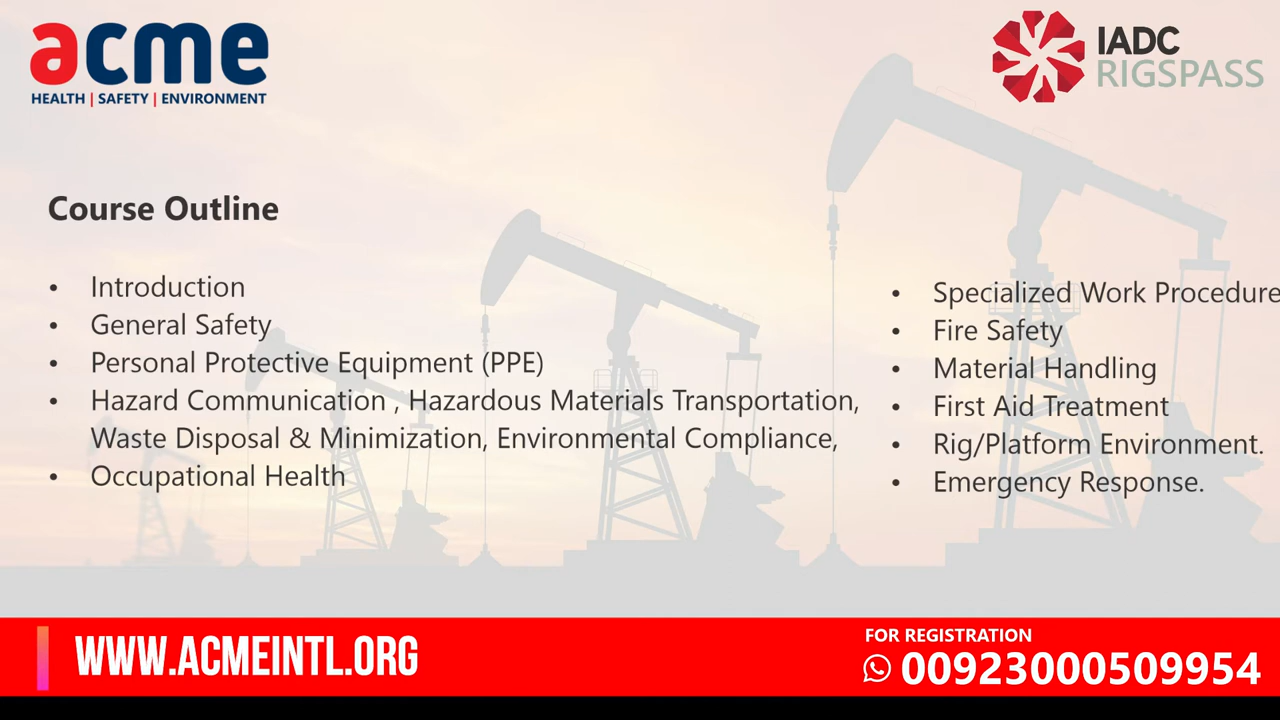 acme
HEALTH | SAFETY | ENVIRONMENT
IADC
RIGSPASS
Course Outline
• Introduction
• General Safety
• Personal Protective Equipment (PPE)
• Hazard Communication , Hazardous Materials Transportation,
Waste Disposal & Minimization, Environmental Compliance,
• Occupational Health
• Specialized Work Procedure
• Fire Safety
• Material Handling
• First Aid Treatment
• Rig/Platform Environment.
• Emergency Response.
WWW.ACMEINTL.ORG
FOR REGISTRATION
00923000509954